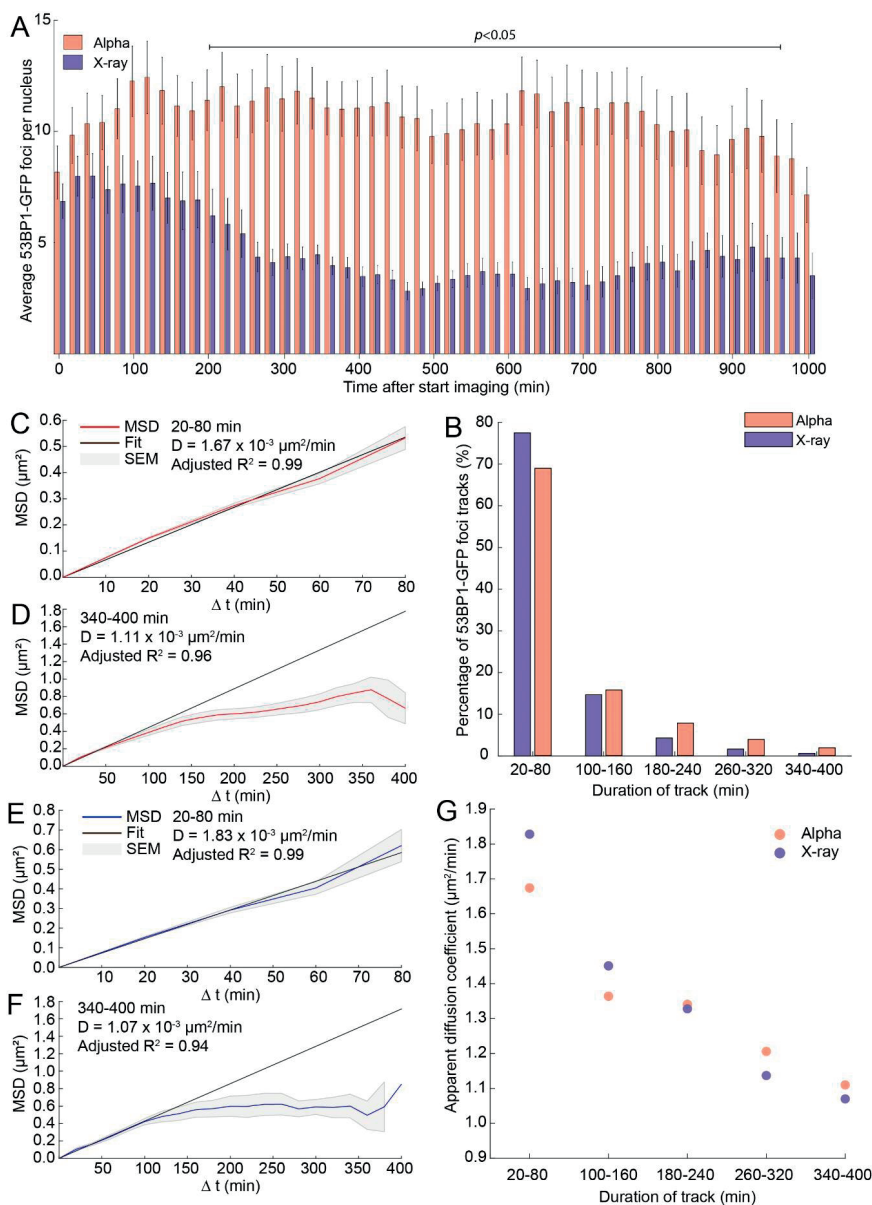 A
15
10
5
Average 53BP1-GFP foci per nucleus
Alpha
X-ray
p<0.05
0 100 200 300 400 500 600 700 800 900 1000
Time after start imaging (min)
C
0.6
0.5
0.4
0.3
0.2
0.1
0.0
MSD (µm²)
MSD 20-80 min
Fit D = 1.67 x 10⁻³ µm²/min
SEM Adjusted R² = 0.99
10 20 30 40 50 60 70 80
Δ t (min)
D
1.8
1.6
1.4
1.2
1.0
0.8
0.6
0.4
0.2
0.0
MSD (µm²)
340-400 min
D = 1.11 x 10⁻³ µm²/min
Adjusted R² = 0.96
50 100 150 200 250 300 350 400
Δ t (min)
E
0.8
0.7
0.6
0.5
0.4
0.3
0.2
0.1
0.0
MSD (µm²)
MSD 20-80 min
Fit D = 1.83 x 10⁻³ µm²/min
SEM Adjusted R² = 0.99
10 20 30 40 50 60 70 80
Δ t (min)
F
1.8
1.6
1.4
1.2
1.0
0.8
0.6
0.4
0.2
0.0
MSD (µm²)
340-400 min
D = 1.07 x 10⁻³ µm²/min
Adjusted R² = 0.94
50 100 150 200 250 300 350 400
Δ t (min)
B
80
70
60
50
40
30
20
10
0
Percentage of 53BP1-GFP foci tracks (%)
Alpha
X-ray
20-80 100-160 180-240 260-320 340-400
Duration of track (min)
G
1.9
1.8
1.7
1.6
1.5
1.4
1.3
1.2
1.1
1.0
0.9
Apparent diffusion coefficient (µm²/min)
Alpha
X-ray
20-80 100-160 180-240 260-320 340-400
Duration of track (min)